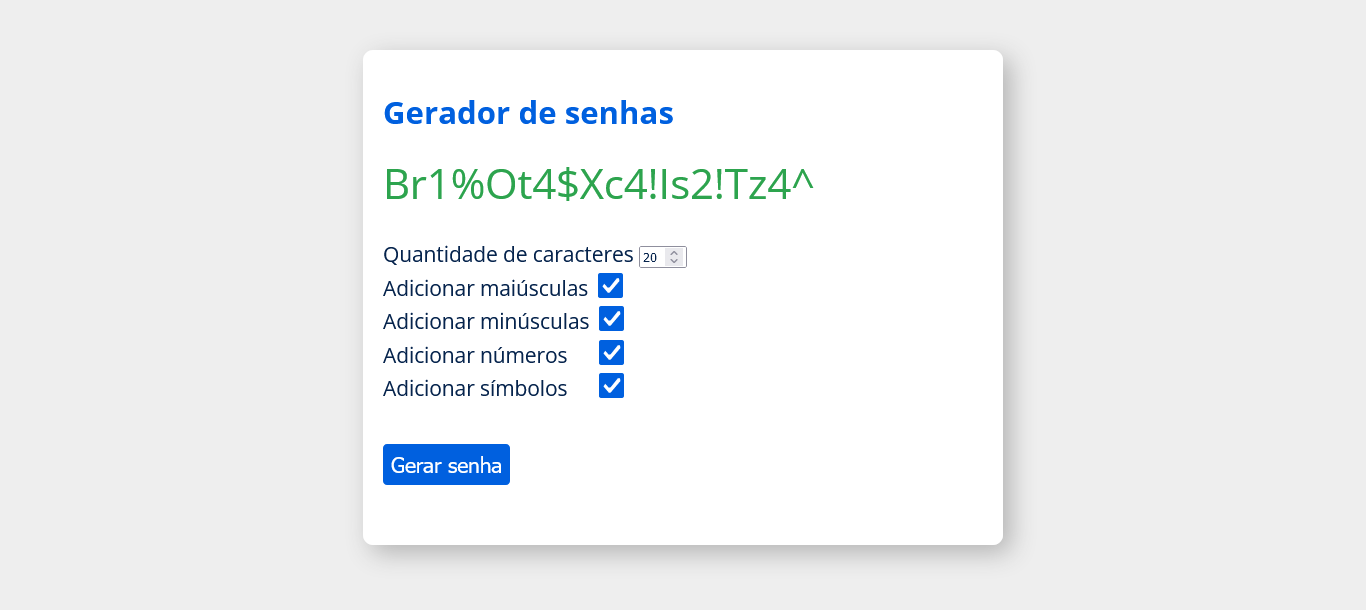 Gerador de senhas
Br1%Ot4$Xc4!Is2!Tz4^
Quantidade de caracteres 20
Adicionar maiúsculas
Adicionar minúsculas
Adicionar números
Adicionar símbolos
Gerar senha